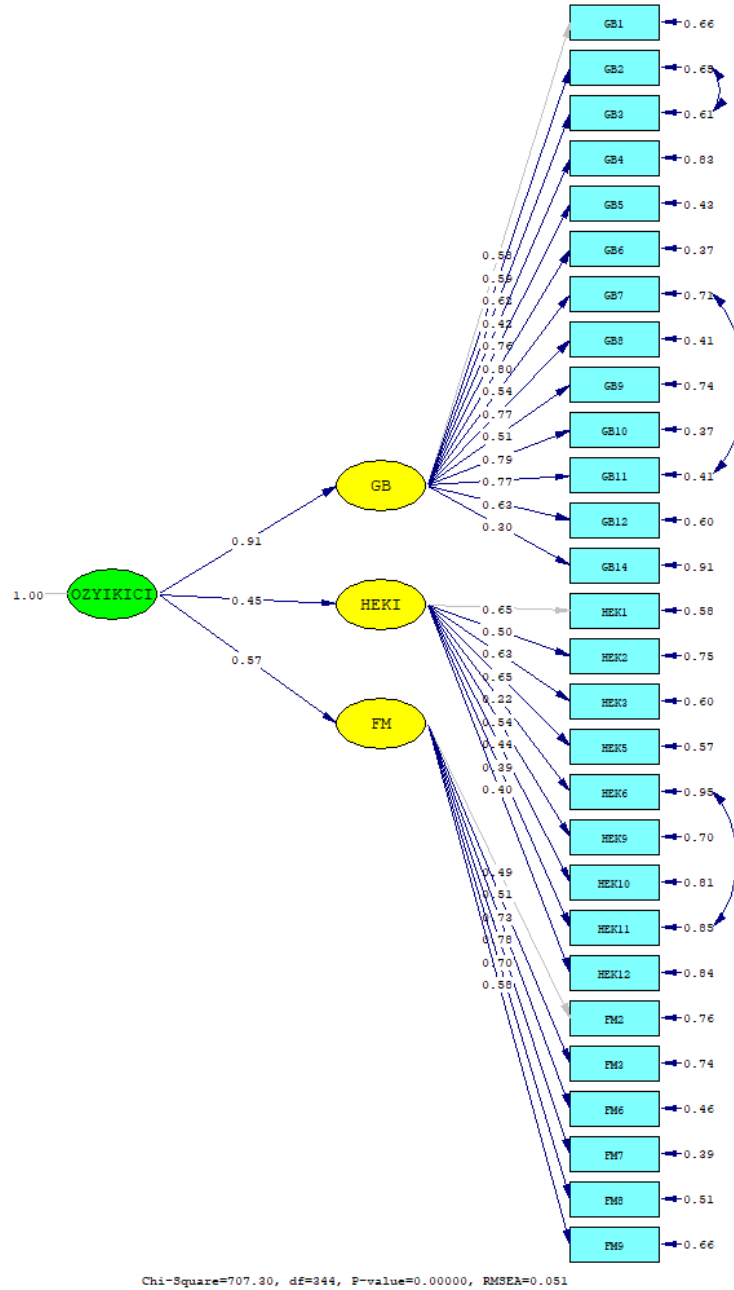 GB1 0.66
GB2 0.65
GB3 0.61
GB4 0.83
GB5 0.43
GB6 0.37
GB7 0.71
GB8 0.41
GB9 0.74
GB10 0.37
GB11 0.41
GB12 0.60
GB14 0.91
HEK1 0.58
HEK2 0.75
HEK3 0.60
HEK5 0.57
HEK6 0.95
HEK9 0.70
HEK10 0.81
HEK11 0.85
HEK12 0.84
FM2 0.76
FM3 0.74
FM6 0.46
FM7 0.39
FM8 0.51
FM9 0.66
0.58
0.59
0.62
0.42
0.76
0.80
0.54
0.77
0.51
0.79
0.77
0.63
0.30
GB
0.91
1.00 OZYIKICI
0.45
HEKI
0.57
FM
0.65
0.50
0.63
0.65
0.22
0.54
0.44
0.39
0.40
0.49
0.51
0.73
0.78
0.70
0.58
Chi-Square=707.30, df=344, P-value=0.00000, RMSEA=0.051